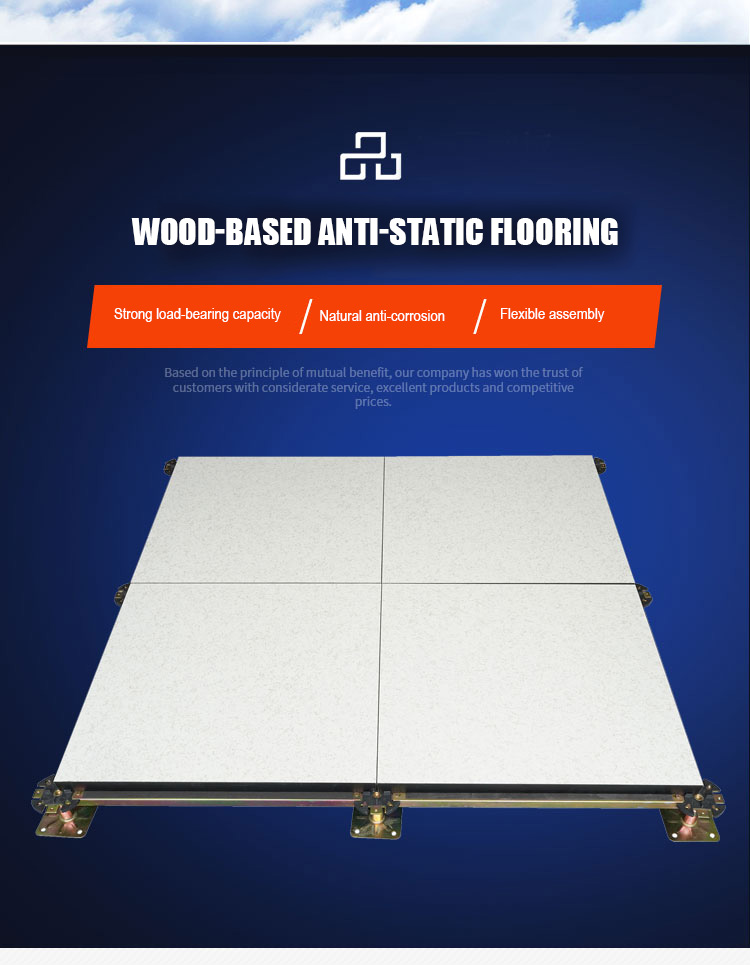 WOOD-BASED ANTI-STATIC FLOORING
Strong load-bearing capacity
Natural anti-corrosion
Flexible assembly
Based on the principle of mutual benefit, our company has won the trust of
customers with considerate service, excellent products and competitive
prices.